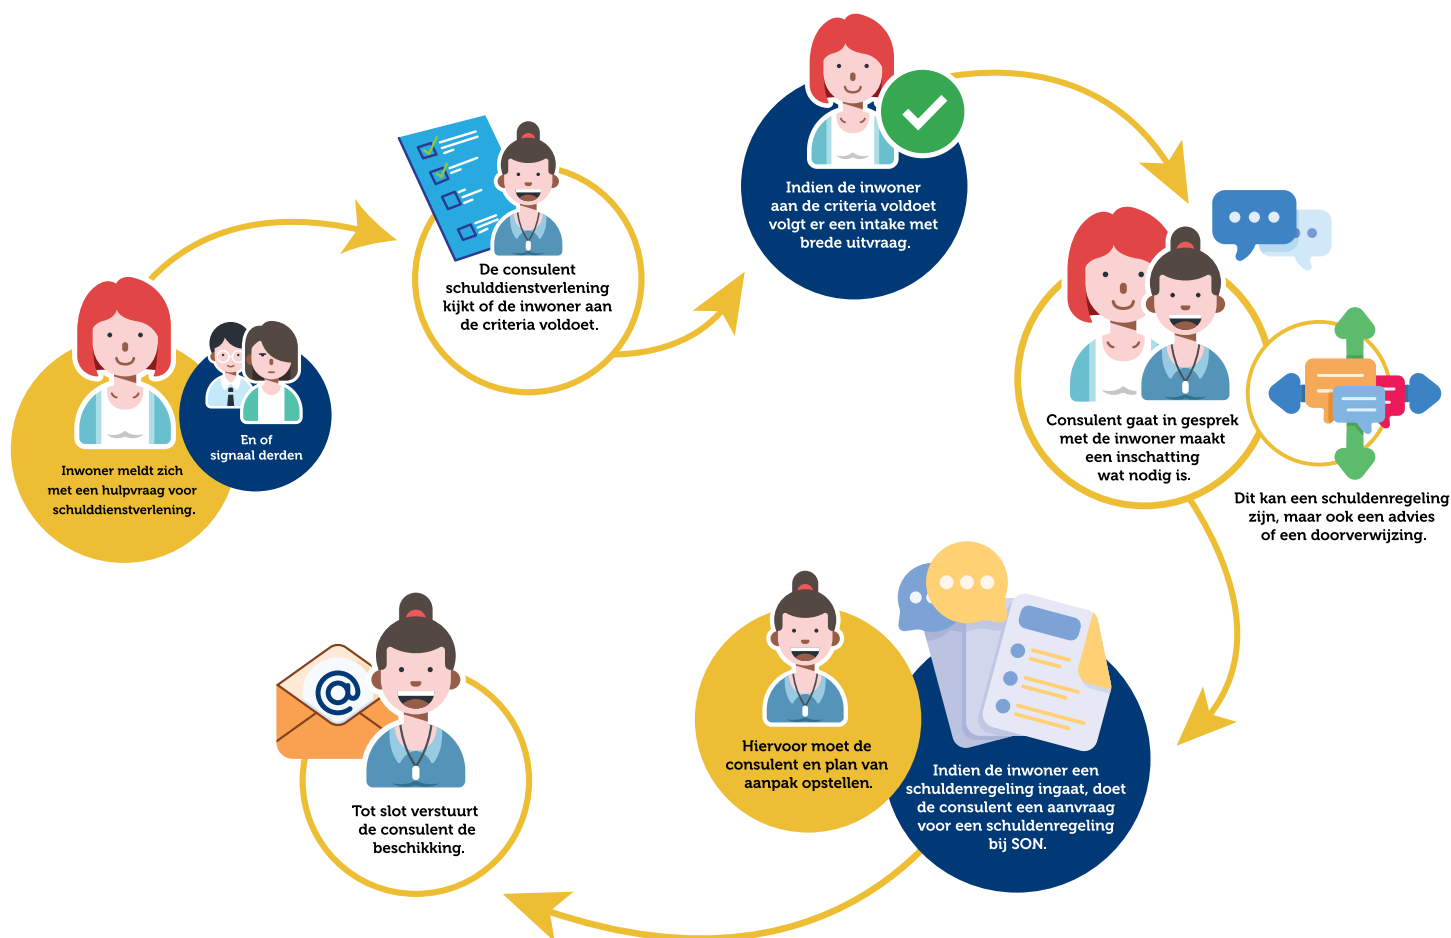 Inwoner meldt zich
met een hulpvraag voor
schulddienstverlening.
En of
signaal derden
De consulent
schulddienstverlening
kijkt of de inwoner aan
de criteria voldoet.
Indien de inwoner
aan de criteria voldoet
volgt er een intake met
brede uitvraag.
Consulent gaat in gesprek
met de inwoner maakt
een inschatting
wat nodig is.
Dit kan een schuldenregeling
zijn, maar ook een advies
of een doorverwijzing.
Indien de inwoner een
schuldenregeling ingaat, doet
de consulent een aanvraag
voor een schuldenregeling
bij SON.
Hiervoor moet de
consulent en plan van
aanpak opstellen.
Tot slot verstuurt
de consulent de
beschikking.